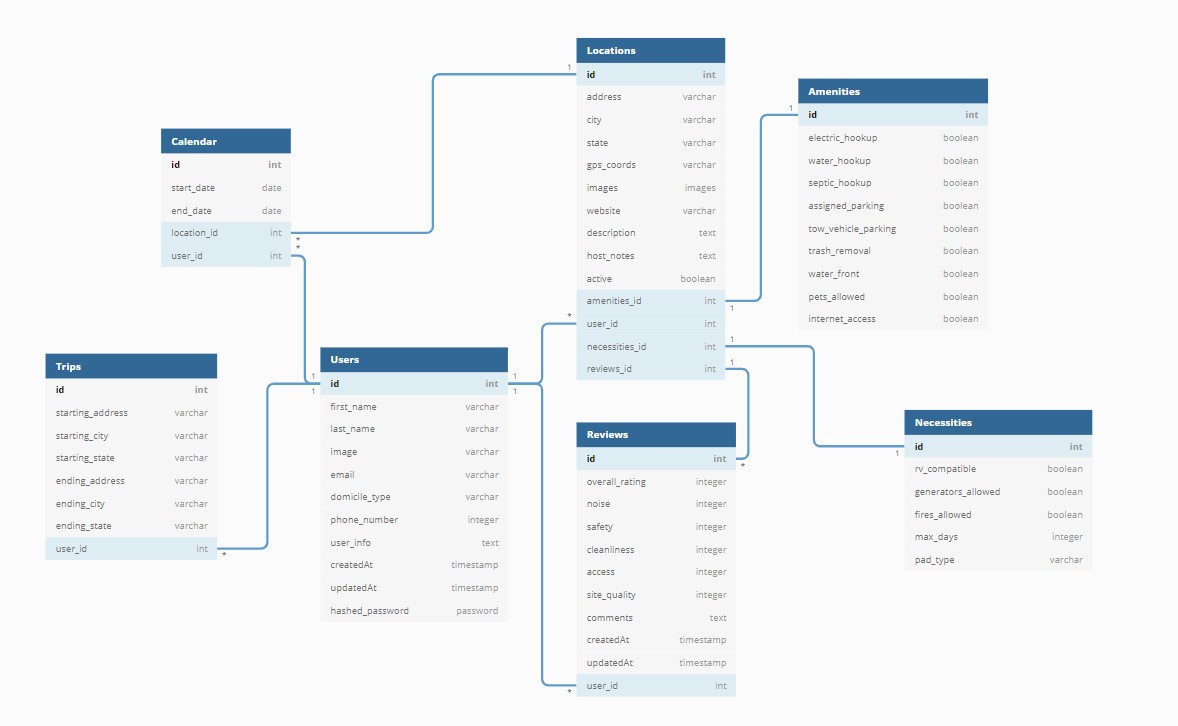 Locations
id int
address varchar
city varchar
state varchar
gps_coords varchar
images images
website varchar
description text
host_notes text
active boolean
amenities_id int
user_id int
necessities_id int
reviews_id int
1
*
1
1
1
Amenities
1
id int
electric_hookup boolean
water_hookup boolean
septic_hookup boolean
assigned_parking boolean
tow_vehicle_parking boolean
trash_removal boolean
water_front boolean
pets_allowed boolean
internet_access boolean
Calendar
id int
start_date date
end_date date
location_id int
user_id int
*
*
Trips
id int
starting_address varchar
starting_city varchar
starting_state varchar
ending_address varchar
ending_city varchar
ending_state varchar
user_id int
*
Users
1 1
id int
1 1
first_name varchar
last_name varchar
image varchar
email varchar
domicile_type varchar
phone_number integer
user_info text
createdAt timestamp
updatedAt timestamp
hashed_password password
Reviews
id int
*
overall_rating integer
noise integer
safety integer
cleanliness integer
access integer
site_quality integer
comments text
createdAt timestamp
updatedAt timestamp
user_id int
*
Necessities
id int
1
rv_compatible boolean
generators_allowed boolean
fires_allowed boolean
max_days integer
pad_type varchar